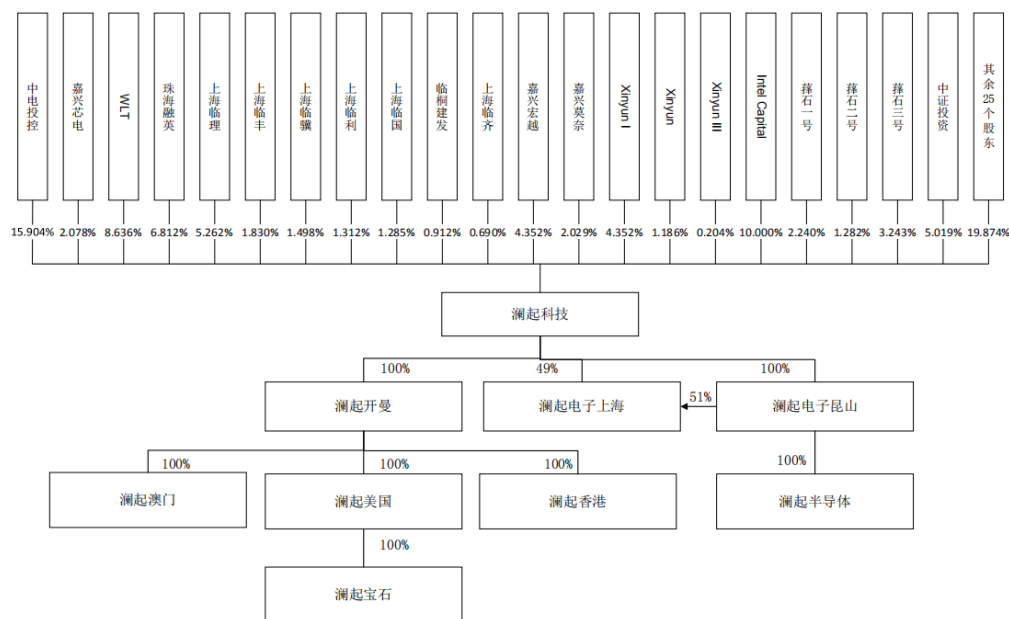 中电投控
嘉兴芯电
WLT
珠海融英
上海临理
上海临丰
上海临骥
上海临利
上海临国
临桐建发
上海临齐
嘉兴宏越
嘉兴莫奈
Xinyun I
Xinyun
Xinyun III
Intel Capital
萚石一号
萚石二号
萚石三号
中证投资
其余25个股东
15.904%
2.078%
8.636%
6.812%
5.262%
1.830%
1.498%
1.312%
1.285%
0.912%
0.690%
4.352%
2.029%
4.352%
1.186%
0.204%
10.000%
2.240%
1.282%
3.243%
5.019%
19.874%
澜起科技
100%
49%
100%
澜起开曼
澜起电子上海
51%
澜起电子昆山
100%
100%
100%
100%
澜起澳门
澜起美国
澜起香港
澜起半导体
100%
澜起宝石